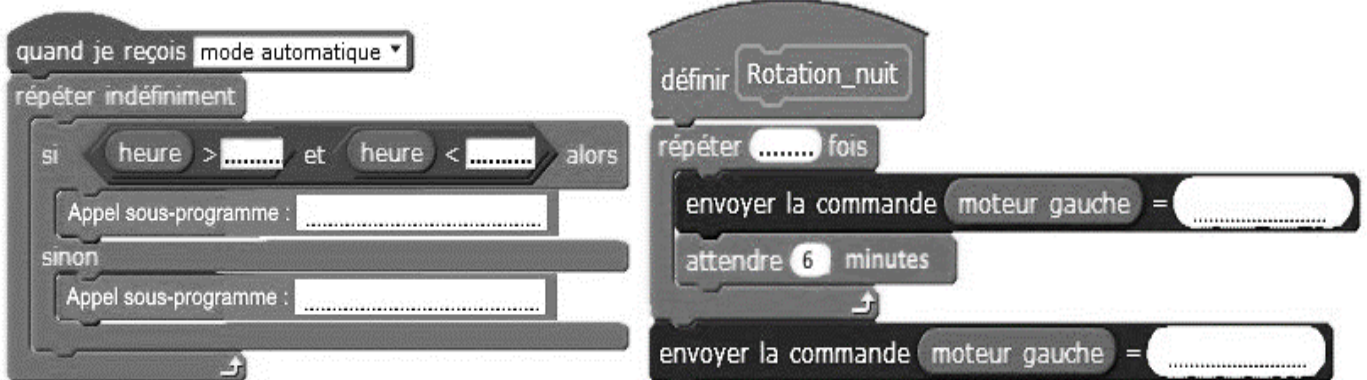 quand je reçois mode automatique
répéter indéfiniment
si heure > .......... et heure < .......... alors
Appel sous-programme : ........................................
sinon
Appel sous-programme : ........................................
définir Rotation_nuit
répéter ........ fois
envoyer la commande moteur gauche = ........................
attendre 6 minutes
envoyer la commande moteur gauche = ........................